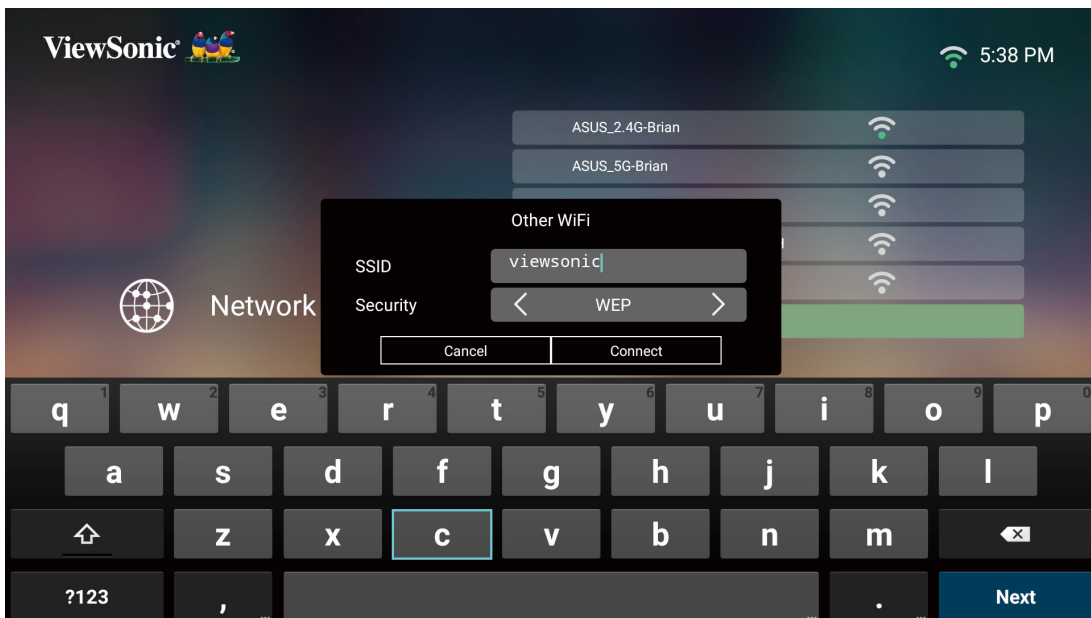 ViewSonic®
5:38 PM
ASUS_2.4G-Brian
ASUS_5G-Brian
Other WiFi
SSID
viewsonic
Network
Security
WEP
Cancel
Connect
q 1 w 2 e 3 r 4 t 5 y 6 u 7 i 8 o 9 p 0
a s d f g h j k l
z x c v b n m
?123 , . Next